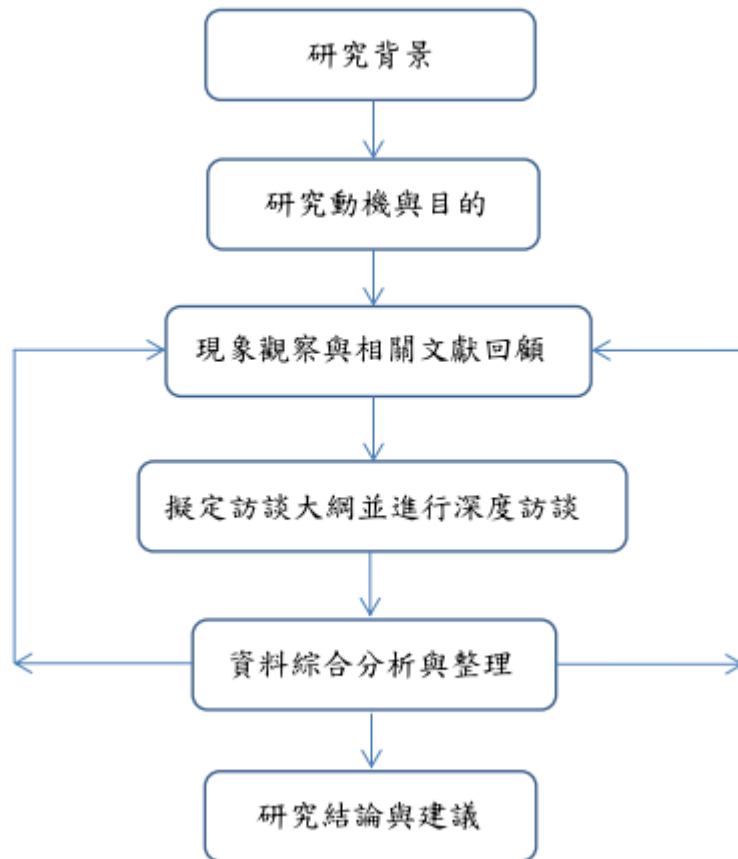 研究背景
研究動機與目的
現象觀察與相關文獻回顧
擬定訪談大綱並進行深度訪談
資料綜合分析與整理
研究結論與建議